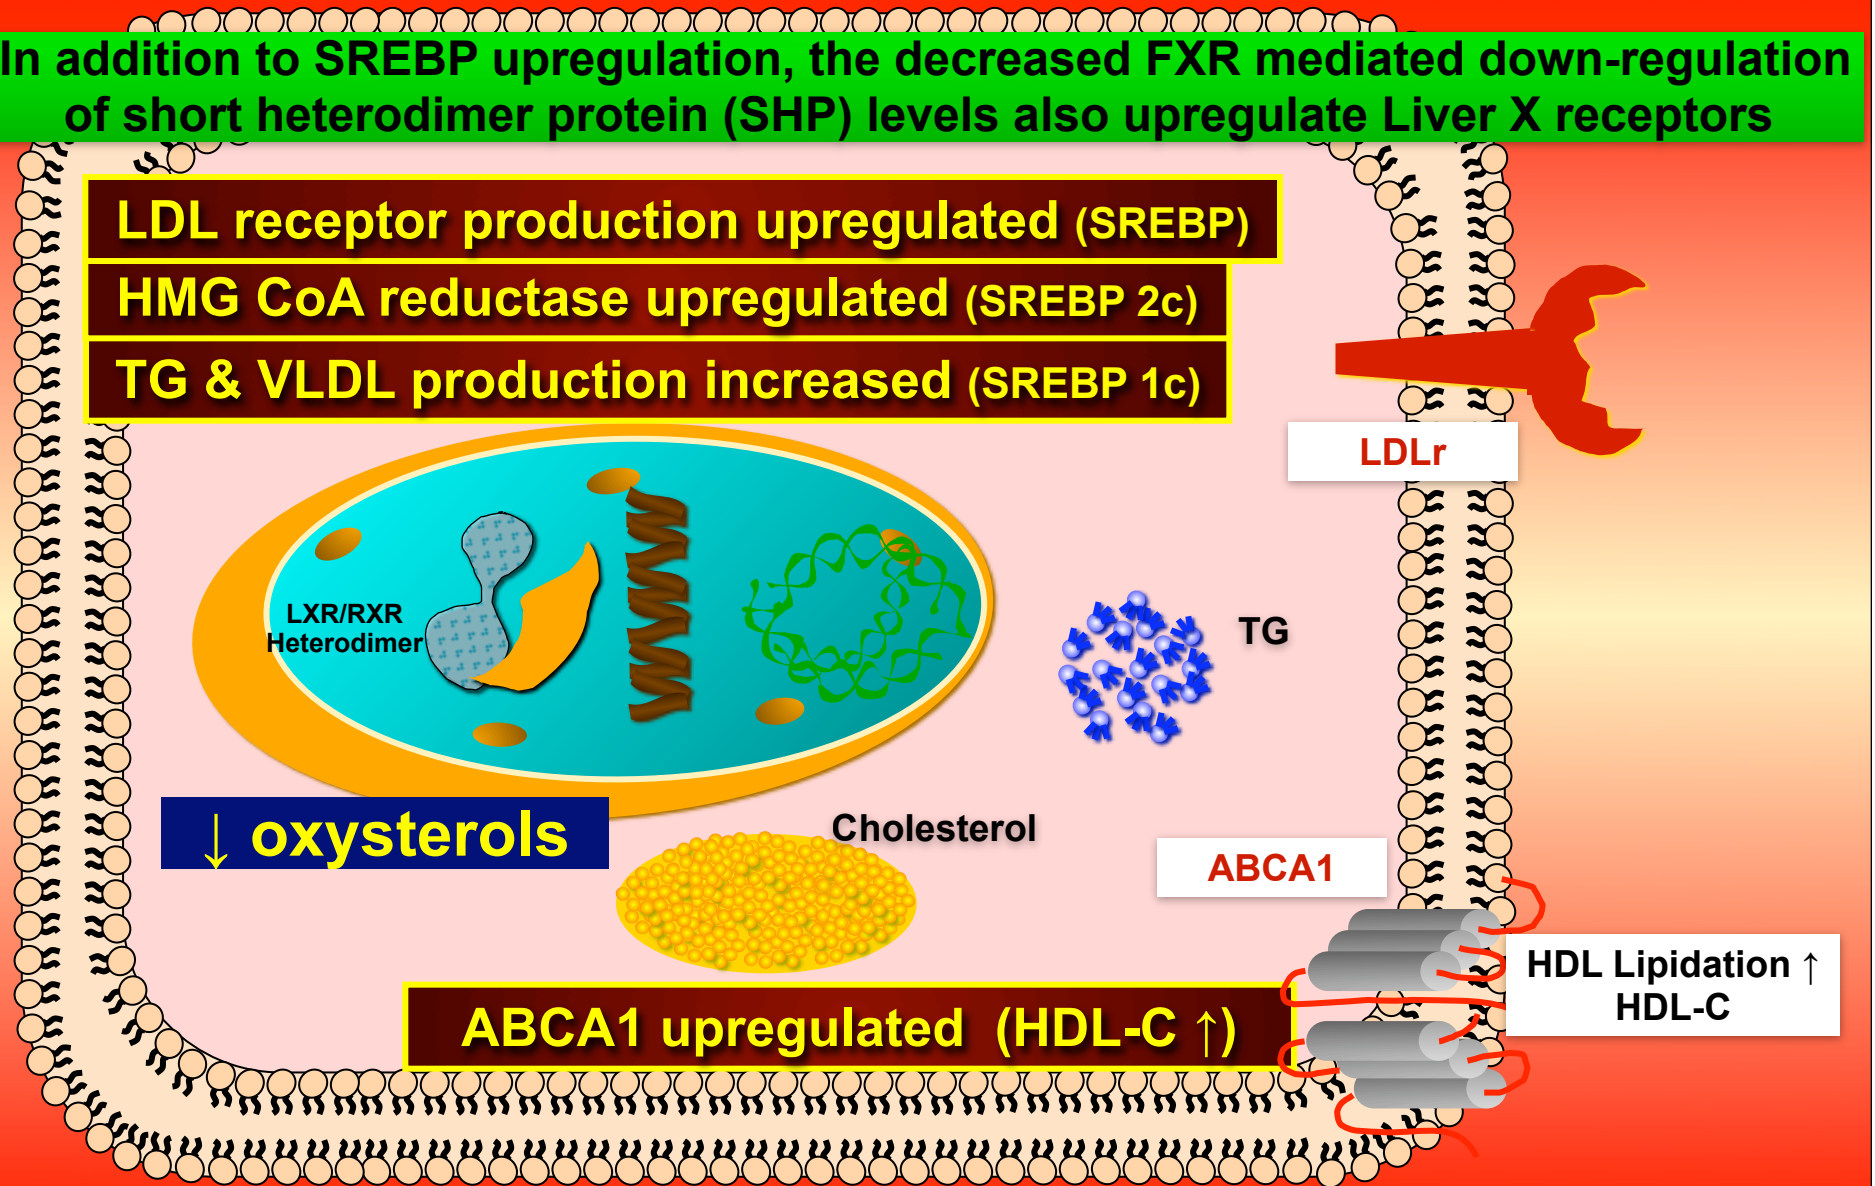 In addition to SREBP upregulation, the decreased FXR mediated down-regulation
of short heterodimer protein (SHP) levels also upregulate Liver X receptors
LDL receptor production upregulated (SREBP)
HMG CoA reductase upregulated (SREBP 2c)
TG & VLDL production increased (SREBP 1c)
LDLr
LXR/RXR
Heterodimer
TG
↓ oxysterols
Cholesterol
ABCA1
HDL Lipidation ↑
HDL-C
ABCA1 upregulated (HDL-C ↑)